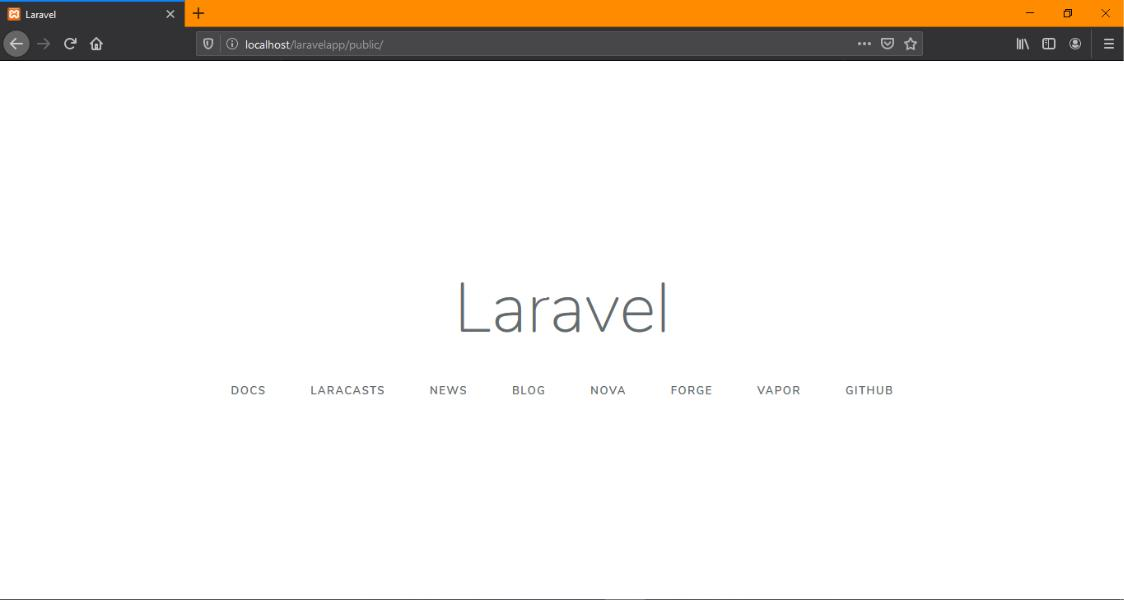 Laravel
localhost/laravelapp/public/
Laravel
DOCS LARACASTS NEWS BLOG NOVA FORGE VAPOR GITHUB